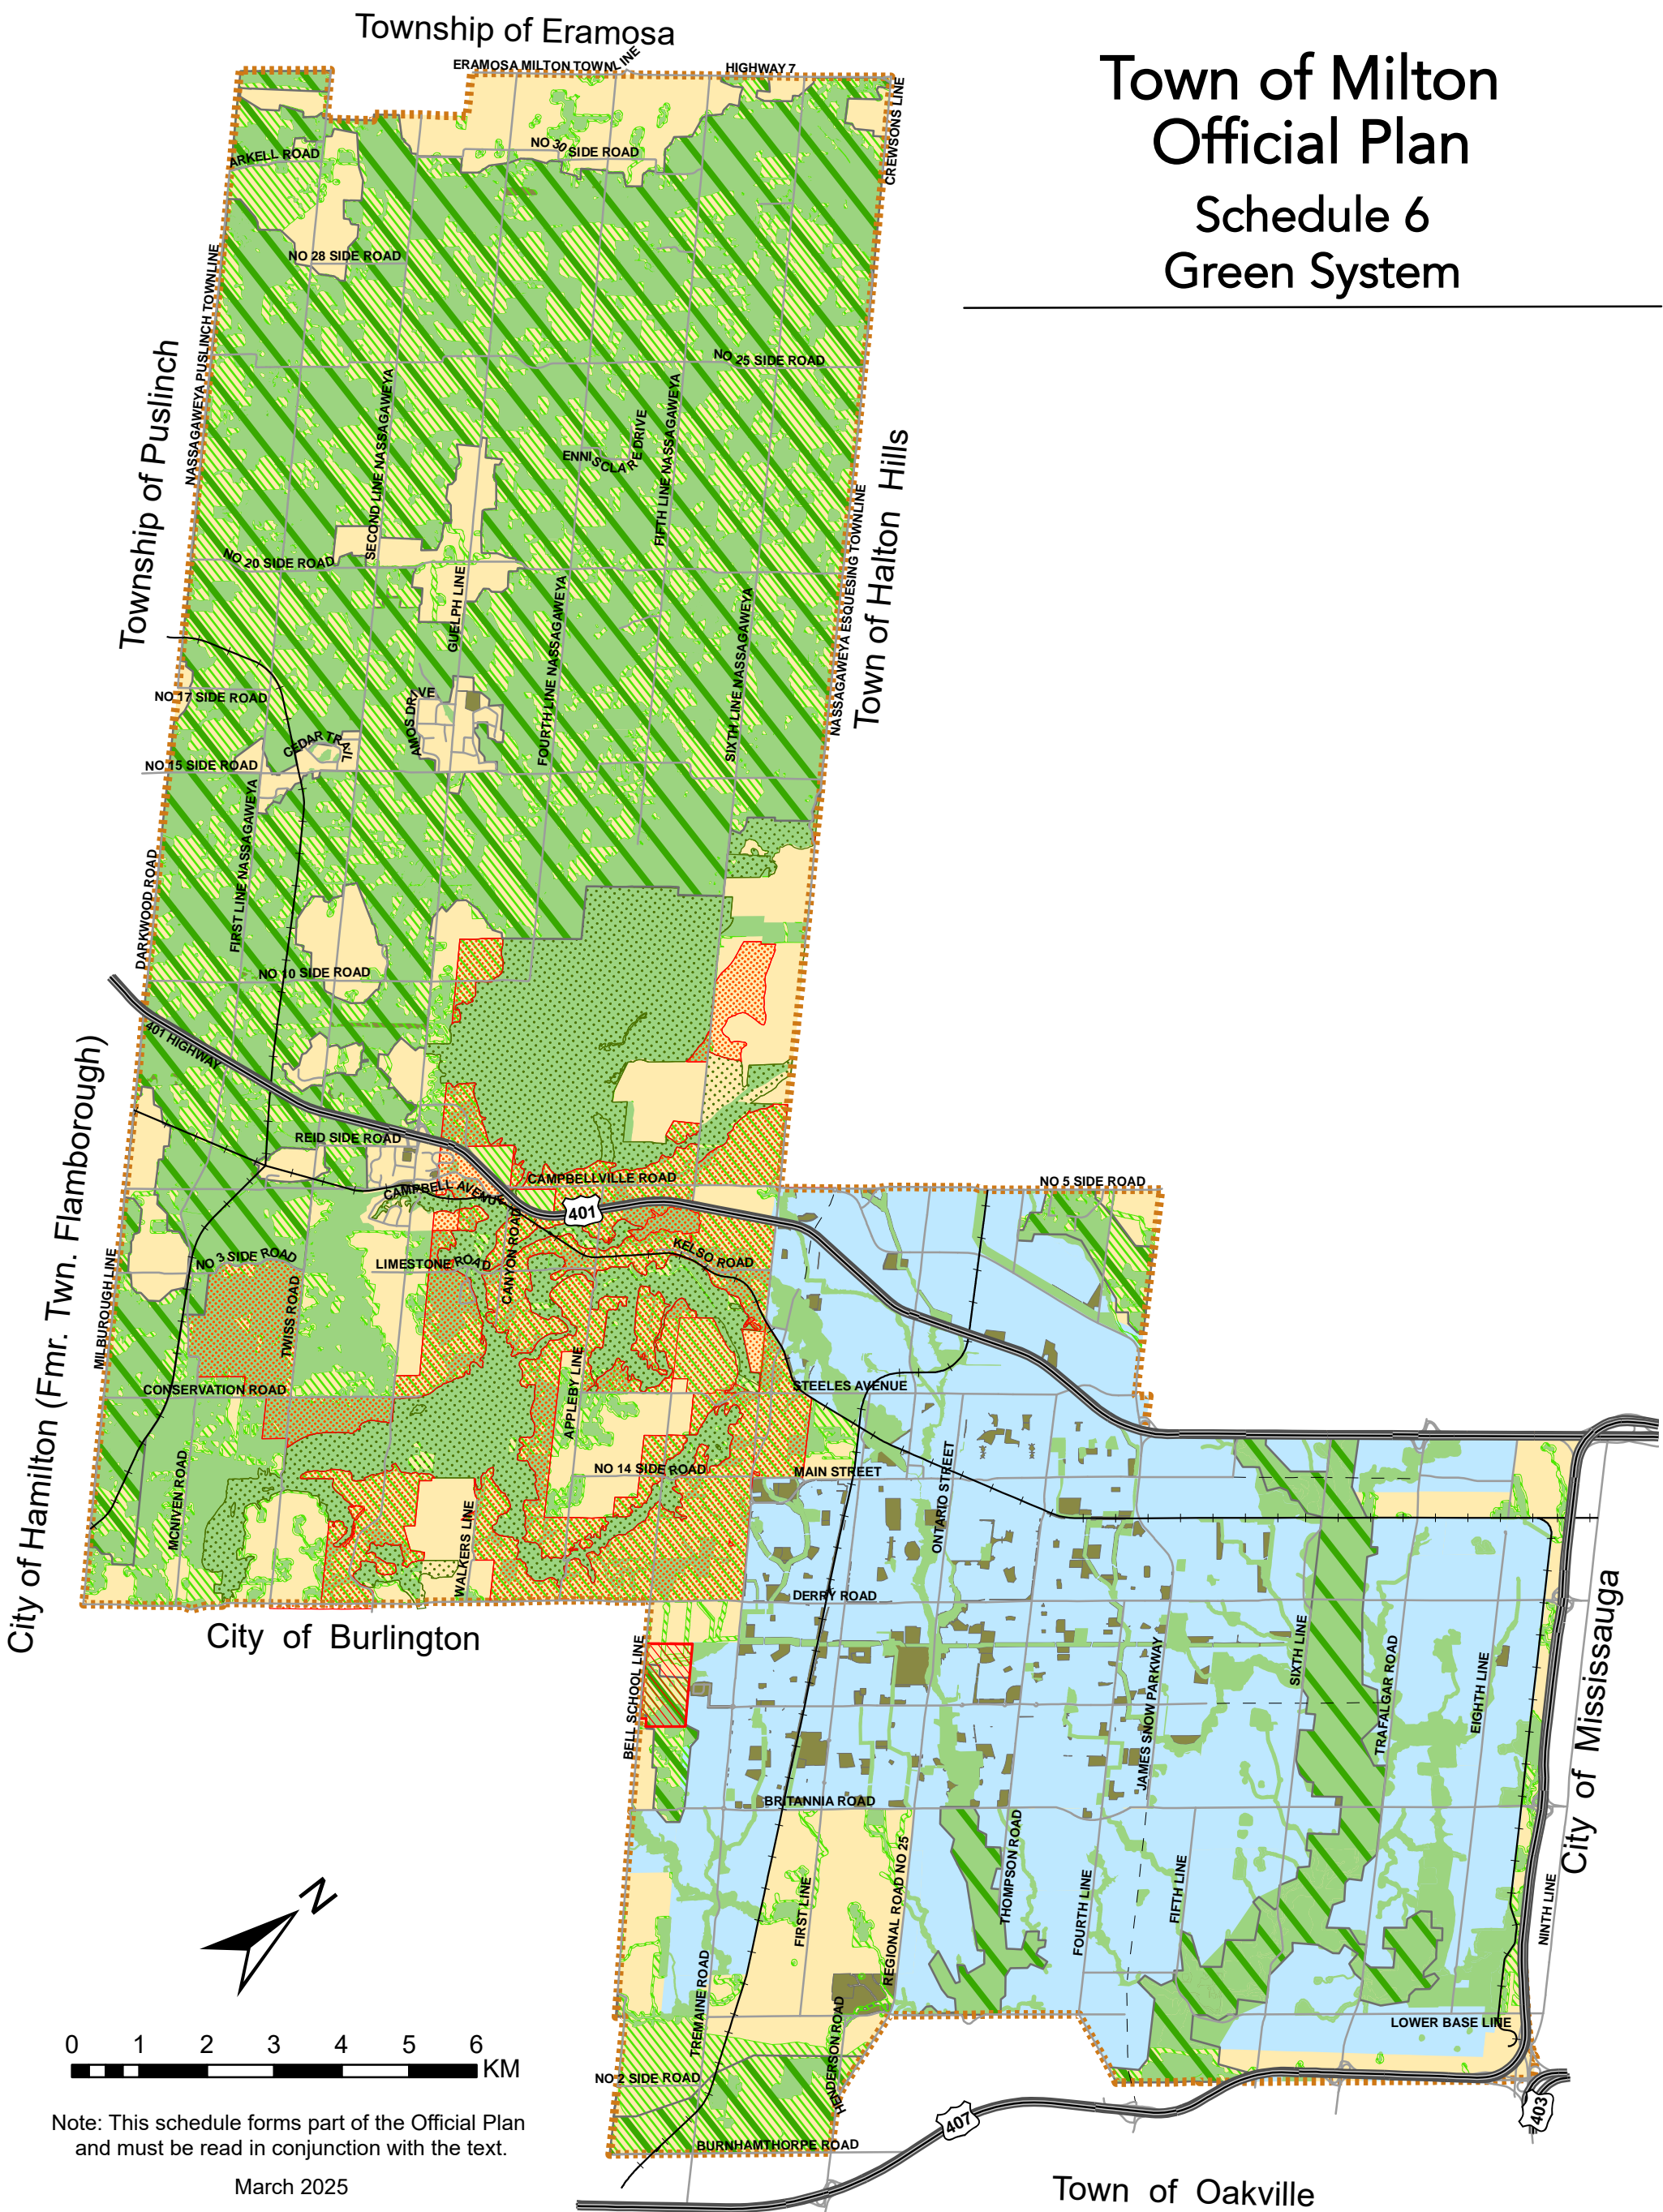 Township of Eramosa
Town of Milton
Official Plan
Schedule 6
Green System
ERAMOSA MILTON TOWNLINE
HIGHWAY 7
CREWSONS LINE
NO 30 SIDE ROAD
ARKELL ROAD
NO 28 SIDE ROAD
NASSAGAWEYA PUSLINCH TOWNLINE
Township of Puslinch
NO 25 SIDE ROAD
SECOND LINE NASSAGAWEYA
ENNISCLARE DRIVE
FIFTH LINE NASSAGAWEYA
Town of Halton Hills
NASSAGAWEYA ESQUESING TOWNLINE
NO 20 SIDE ROAD
GUELPH LINE
FOURTH LINE NASSAGAWEYA
SIXTH LINE NASSAGAWEYA
NO 17 SIDE ROAD
AMOS DRIVE
CEDAR TRAIL
NO 15 SIDE ROAD
FIRST LINE NASSAGAWEYA
DARKWOOD ROAD
NO 10 SIDE ROAD
401 HIGHWAY
City of Hamilton (Fmr. Twn. Flamborough)
REID SIDE ROAD
CAMPBELLVILLE ROAD
CAMPBELL AVENUE
NO 5 SIDE ROAD
401
CANYON ROAD
KELSO ROAD
NO 3 SIDE ROAD
LIMESTONE ROAD
MILBUROUGH LINE
TWISS ROAD
APPLEBY LINE
CONSERVATION ROAD
STEELES AVENUE
MCNIVEN ROAD
NO 14 SIDE ROAD
MAIN STREET
ONTARIO STREET
WALKERS LINE
DERRY ROAD
City of Burlington
BELL SCHOOL LINE
JAMES SNOW PARKWAY
SIXTH LINE
TRAFALGAR ROAD
EIGHTH LINE
City of Mississauga
BRITANNIA ROAD
FIRST LINE
REGIONAL ROAD NO 25
THOMPSON ROAD
FOURTH LINE
FIFTH LINE
NINTH LINE
N
TREMAINE ROAD
HENDERSON ROAD
LOWER BASE LINE
0 1 2 3 4 5 6
KM
NO 2 SIDE ROAD
407
403
Note: This schedule forms part of the Official Plan
and must be read in conjunction with the text.
BURNHAMTHORPE ROAD
March 2025
Town of Oakville